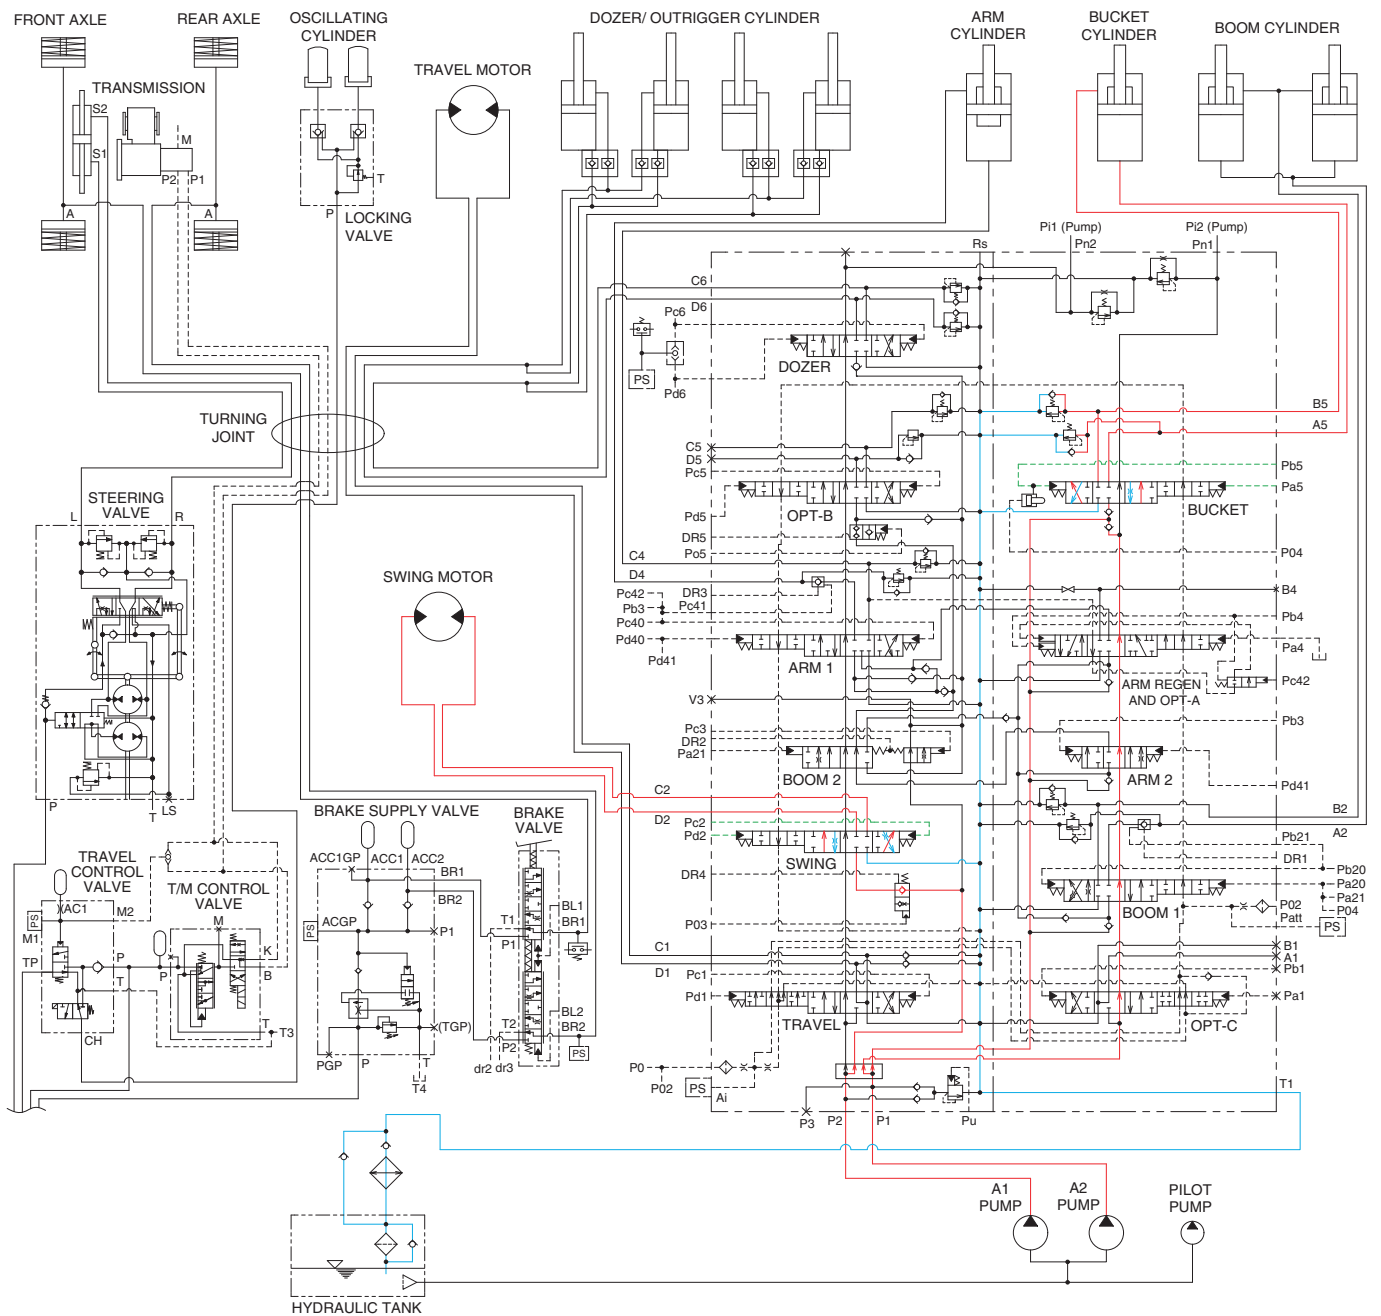 FRONT AXLE
REAR AXLE
OSCILLATING
CYLINDER
DOZER/ OUTRIGGER CYLINDER
ARM
CYLINDER
BUCKET
CYLINDER
BOOM CYLINDER
TRAVEL MOTOR
TRANSMISSION
S2
S1
M
P2
P1
T
P
A
A
LOCKING
VALVE
Rs
Pi1 (Pump)
Pn2
Pi2 (Pump)
Pn1
C6
D6
Pc6
PS
Pd6
DOZER
TURNING
JOINT
B5
A5
C5
D5
Pc5
Pb5
Pa5
STEERING
VALVE
L
R
OPT-B
BUCKET
Pd5
DR5
Po5
P04
C4
D4
SWING MOTOR
Pc42
Pb3
DR3
Pc41
Pc40
Pd40
Pd41
B4
Pb4
Pa4
ARM 1
ARM REGEN
AND OPT-A
Pc42
V3
Pc3
DR2
Pa21
Pb3
BOOM 2
ARM 2
Pd41
P
T
LS
C2
D2
Pc2
Pd2
B2
A2
Pb21
DR1
BRAKE SUPPLY VALVE
BRAKE
VALVE
SWING
TRAVEL
CONTROL
VALVE
T/M CONTROL
VALVE
ACC1GP
ACC1
ACC2
BR1
BR2
BL1
BR1
DR4
Pb20
Pa20
Pa21
P04
BOOM 1
AC1
M2
PS
M1
M
ACGP
PS
P1
T1
P1
P03
P02
Patt
PS
TP
P
T
P
K
B
T
T3
CH
C1
D1
Pc1
Pd1
B1
A1
Pb1
Pa1
TRAVEL
OPT-C
BL2
BR2
T2
P2
PS
(TGP)
PGP
P
T
T4
dr2
dr3
P0
P02
PS
Ai
T1
P3
P2
P1
Pu
A1
PUMP
A2
PUMP
PILOT
PUMP
HYDRAULIC TANK